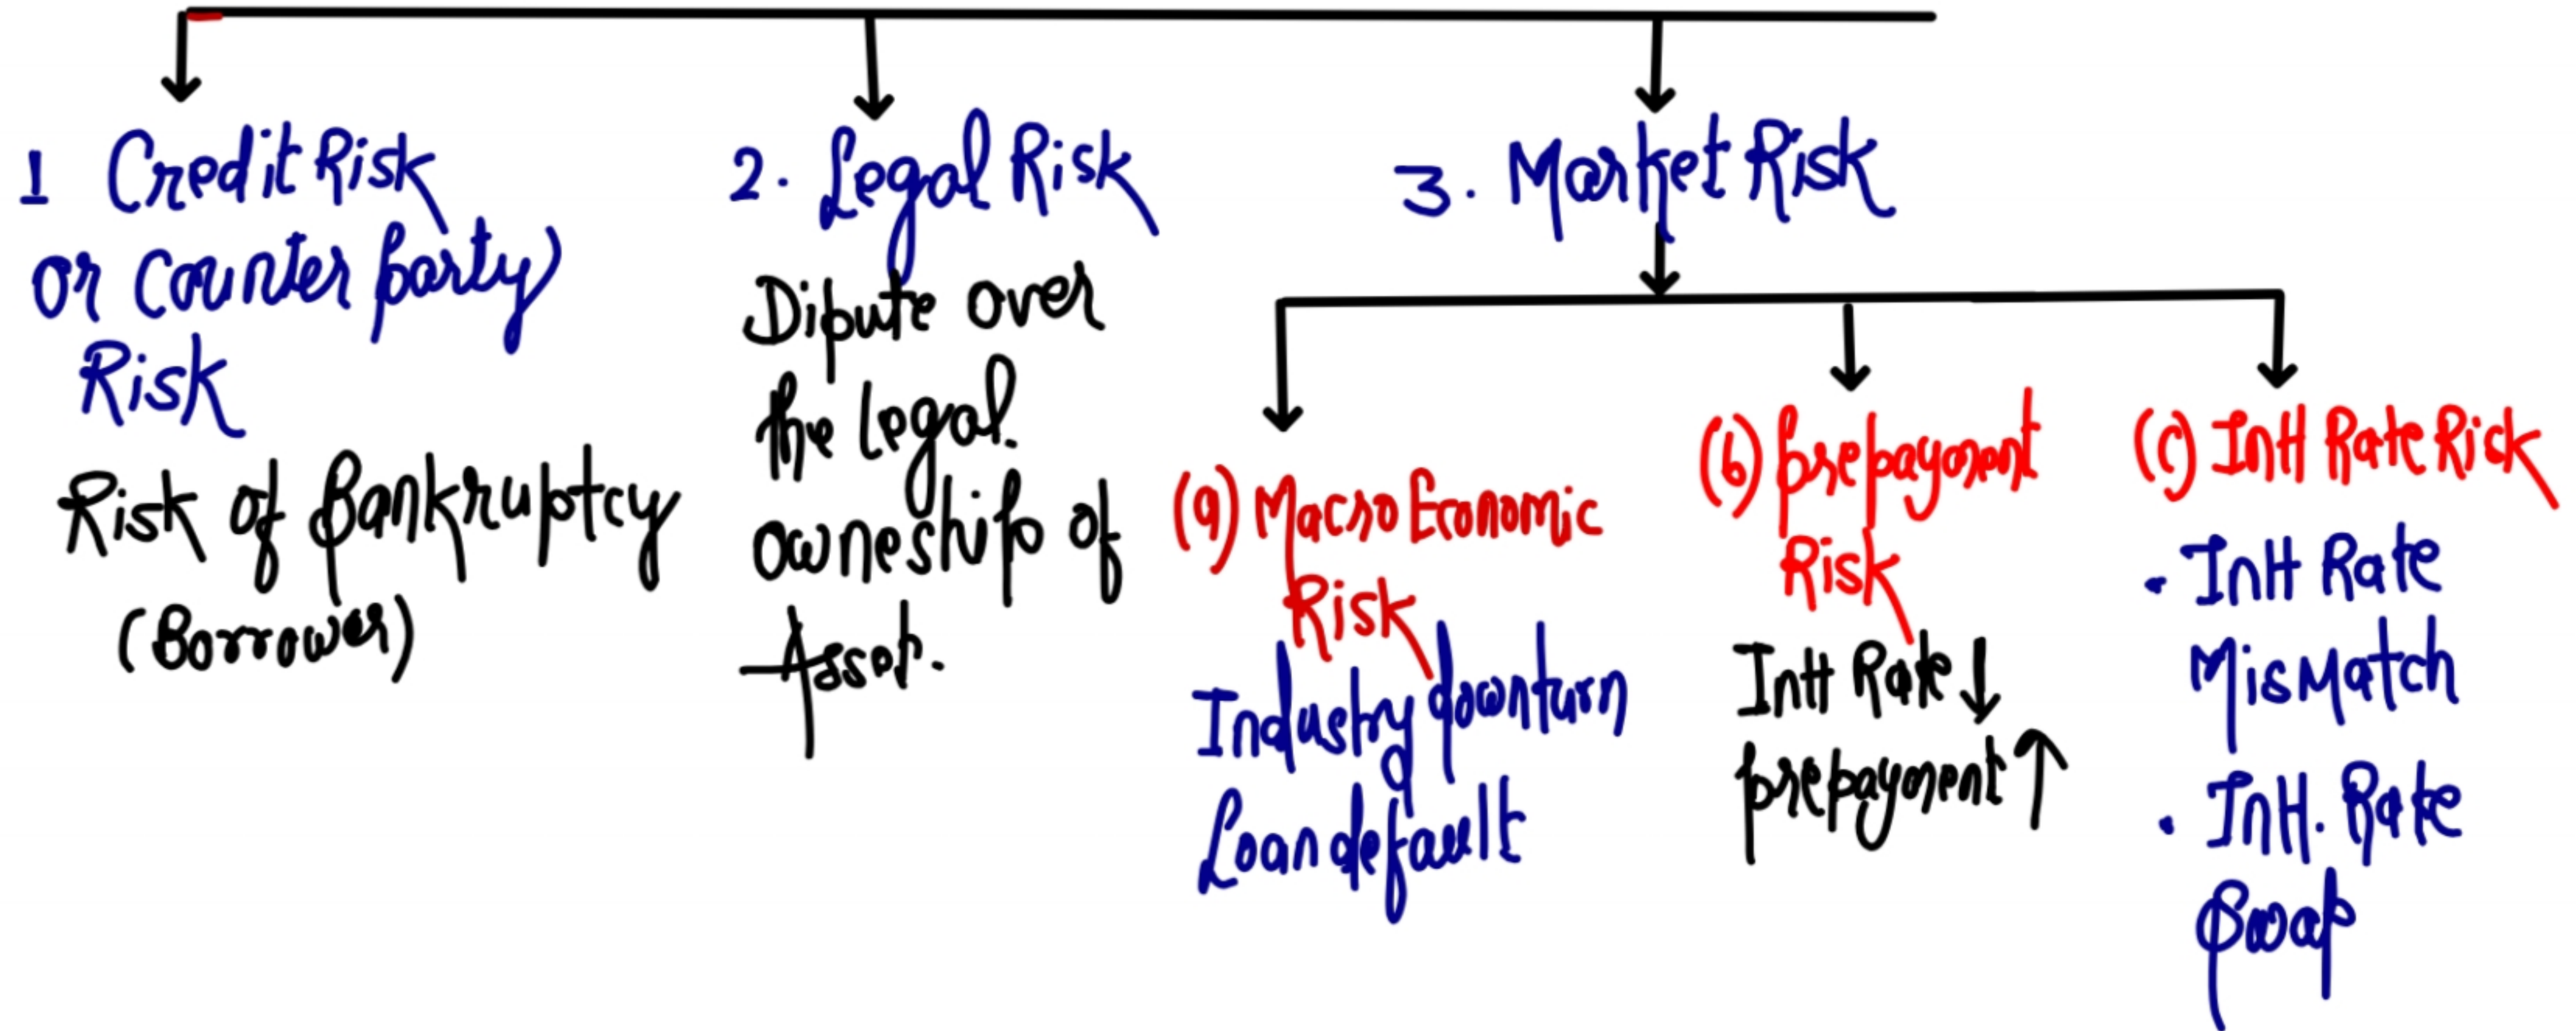 1 Credit Risk
or Counter party
Risk
Risk of Bankruptcy
(Borrower)
2. Legal Risk
Dispute over
the legal
owneship of
Asset.
3. Market Risk
(a) Macro Economic
Risk
Industry downturn
Loan default
(b) prepayment
Risk
Intt Rate ↓
prepayment ↑
(c) Intt Rate Risk
. Intt Rate
MisMatch
. Intt. Rate
Swap